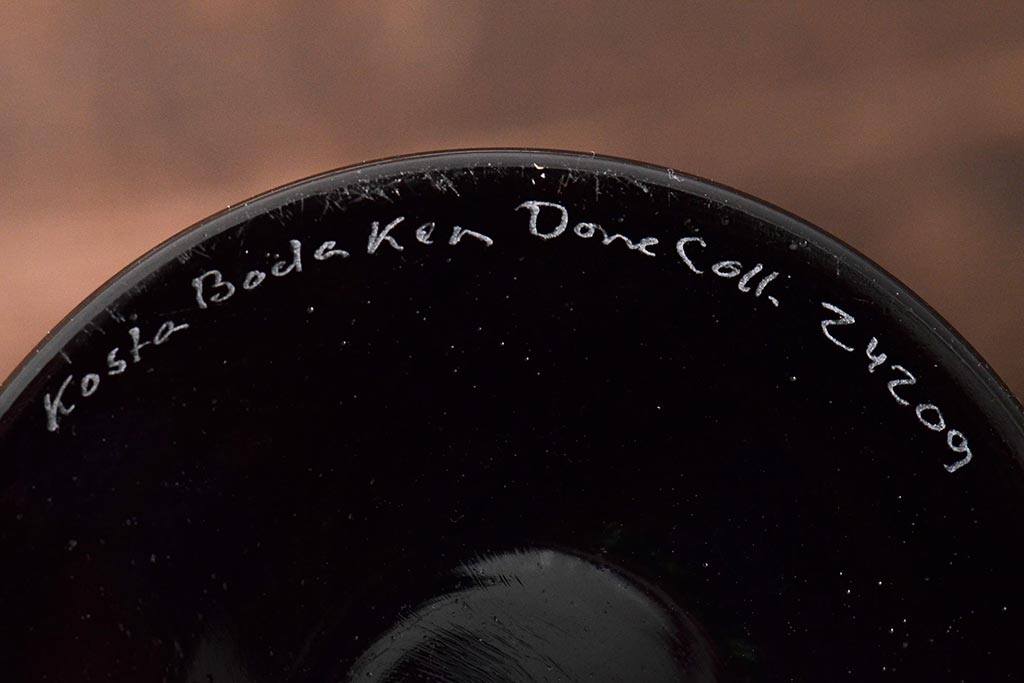 Kosta Boda Ken Done Coll. 24209